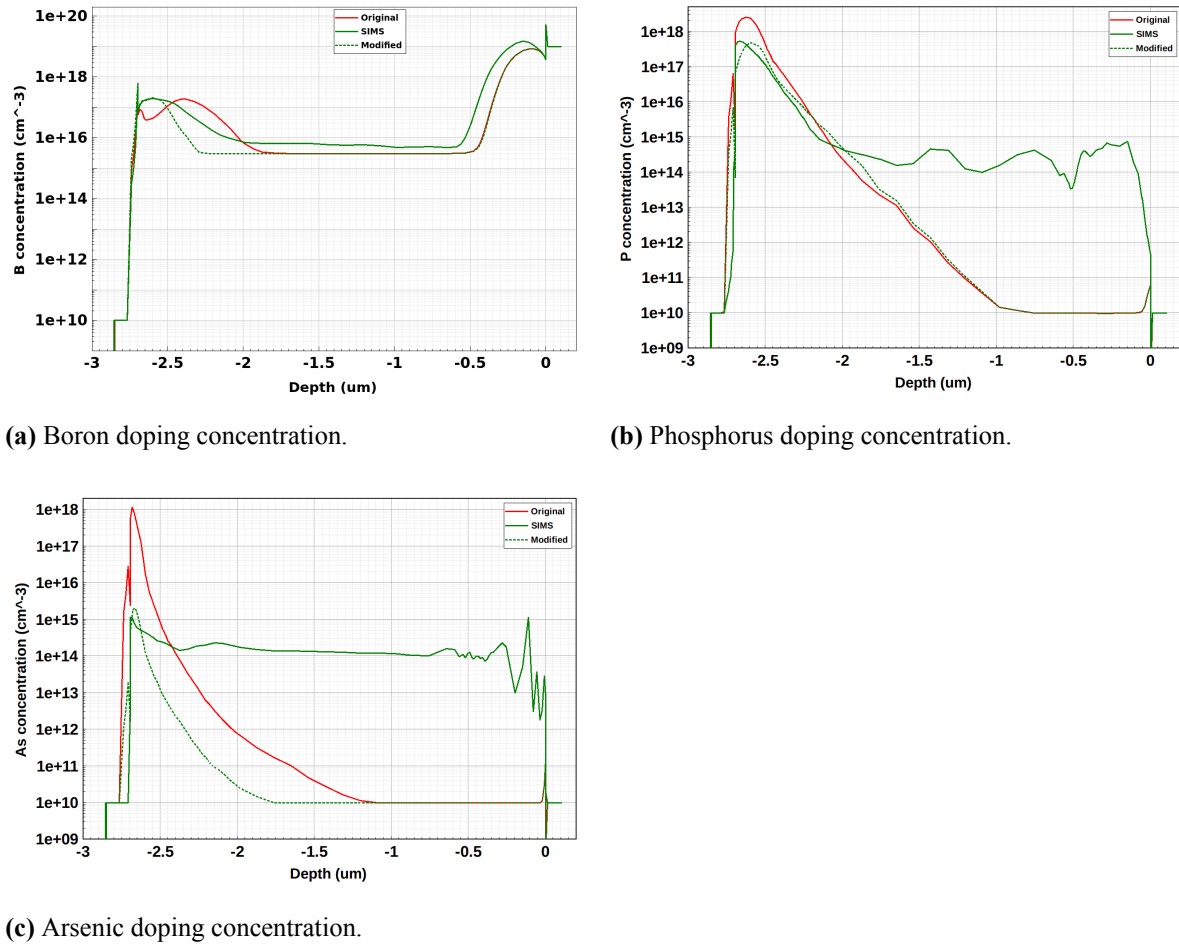 1e+20
1e+18
1e+16
1e+14
1e+12
1e+10
B concentration (cm^-3)
Original
SIMS
Modified
-3 -2.5 -2 -1.5 -1 -0.5 0
Depth (um)
1e+18
1e+17
1e+16
1e+15
1e+14
1e+13
1e+12
1e+11
1e+10
1e+09
P concentration (cm^-3)
Original
SIMS
Modified
-3 -2.5 -2 -1.5 -1 -0.5 0
Depth (um)
(a) Boron doping concentration.
(b) Phosphorus doping concentration.
1e+18
1e+17
1e+16
1e+15
1e+14
1e+13
1e+12
1e+11
1e+10
1e+09
As concentration (cm^-3)
Original
SIMS
Modified
-3 -2.5 -2 -1.5 -1 -0.5 0
Depth (um)
(c) Arsenic doping concentration.